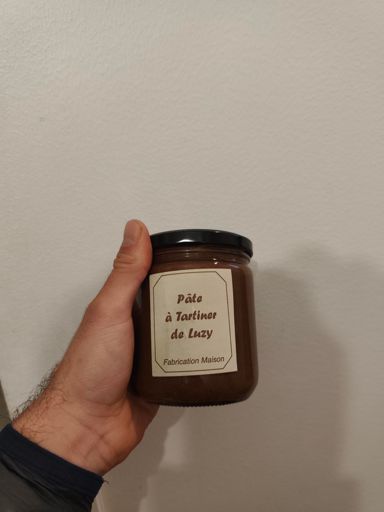 Pâte
à Tartiner
de Luzy
Fabrication Maison